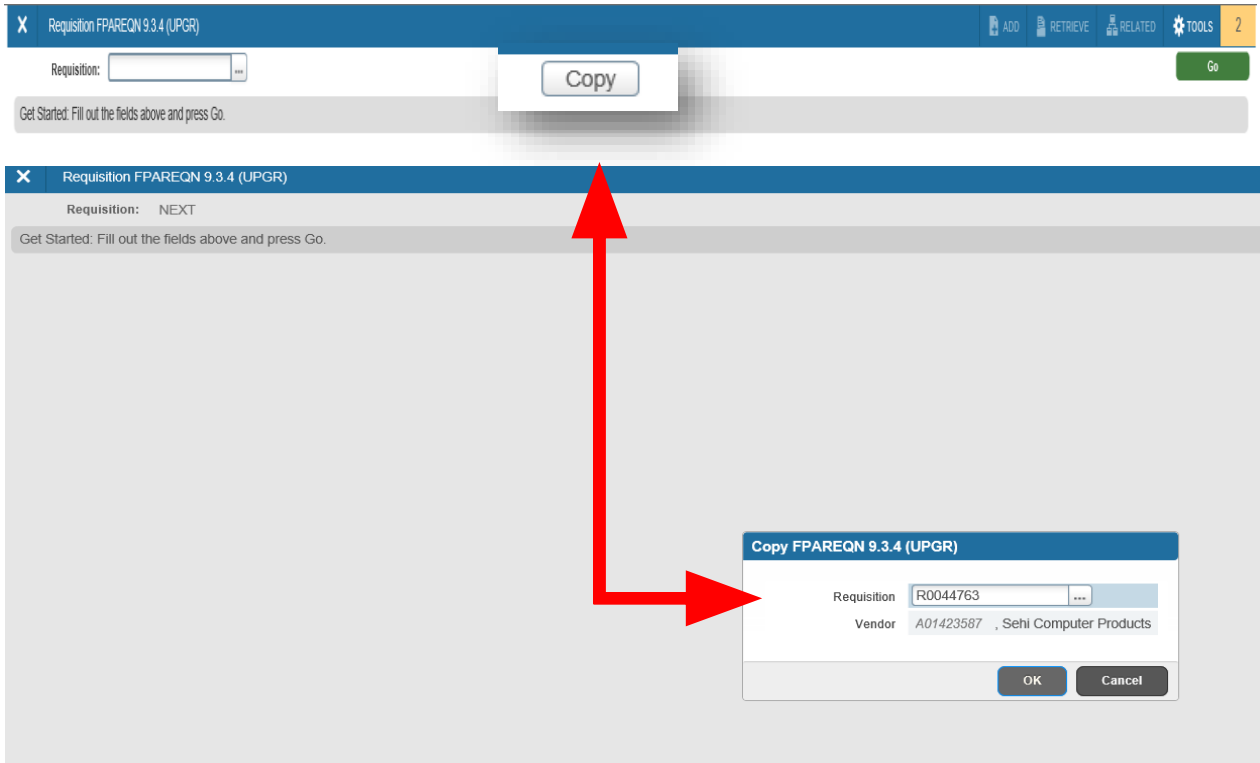 X Requisition FPAREQN 9.3.4 (UPGR) ADD RETRIEVE RELATED TOOLS 2
Requisition: ... Go
Copy
Get Started: Fill out the fields above and press Go.
X Requisition FPAREQN 9.3.4 (UPGR)
Requisition: NEXT
Get Started: Fill out the fields above and press Go.
Copy FPAREQN 9.3.4 (UPGR)
Requisition R0044763 ...
Vendor A01423587 , Sehi Computer Products
OK Cancel